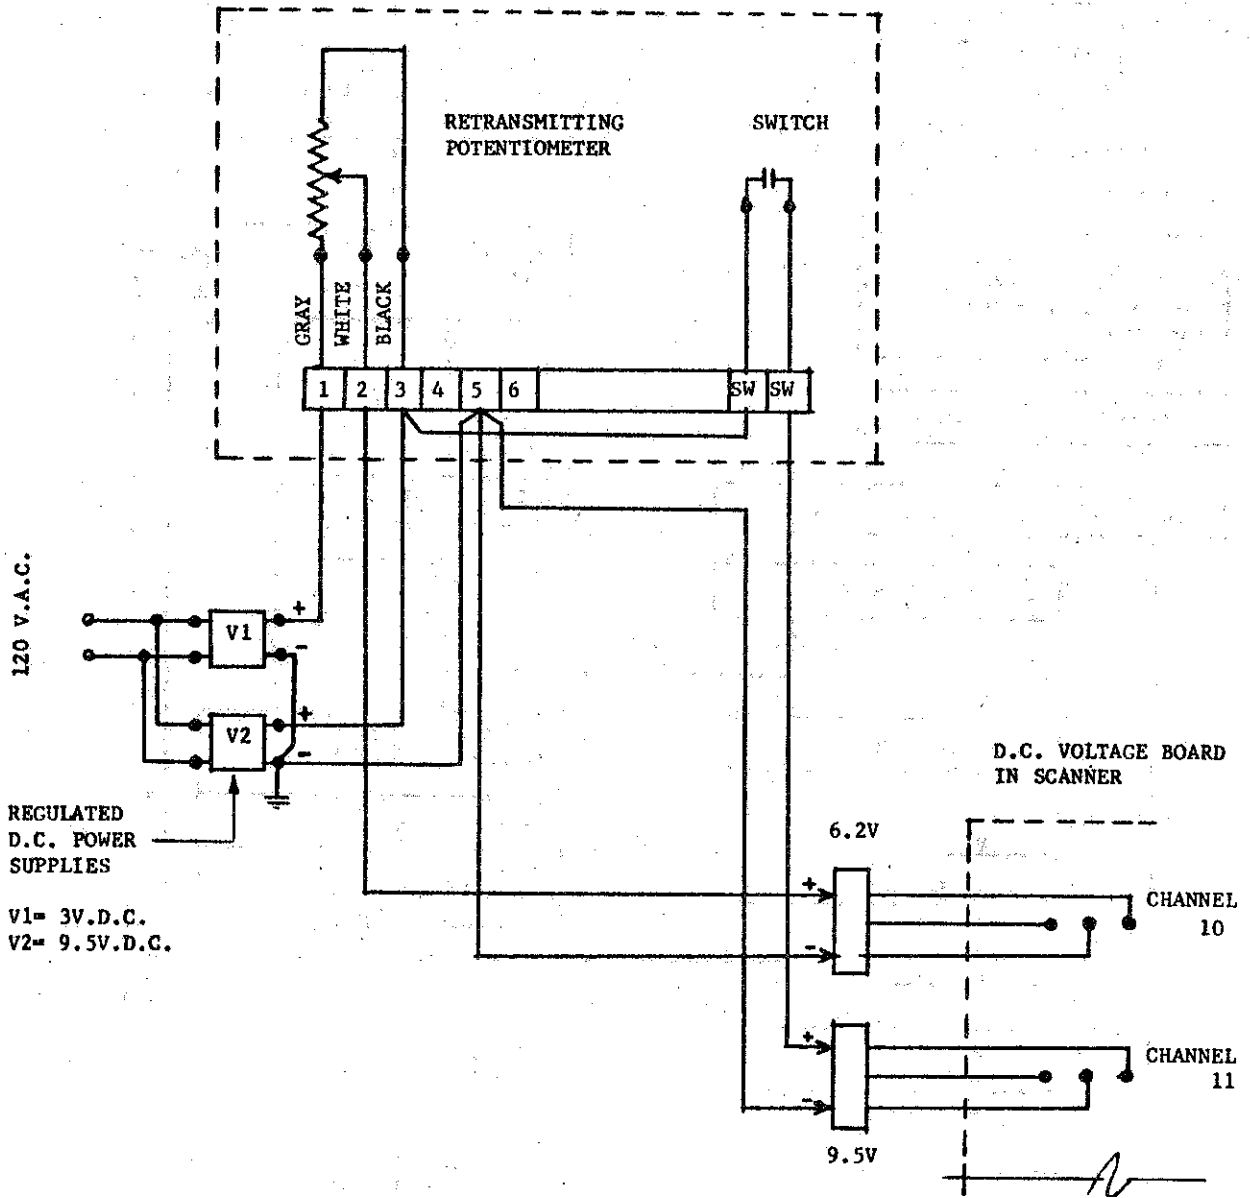 RETRANSMITTING
POTENTIOMETER
SWITCH
GRAY
WHITE
BLACK
1 2 3 4 5 6 SW SW
120 V.A.C.
V1
+
-
V2
+
-
REGULATED
D.C. POWER
SUPPLIES
V1= 3V.D.C.
V2= 9.5V.D.C.
D.C. VOLTAGE BOARD
IN SCANNER
6.2V
+
-
CHANNEL
10
+
-
CHANNEL
11
9.5V